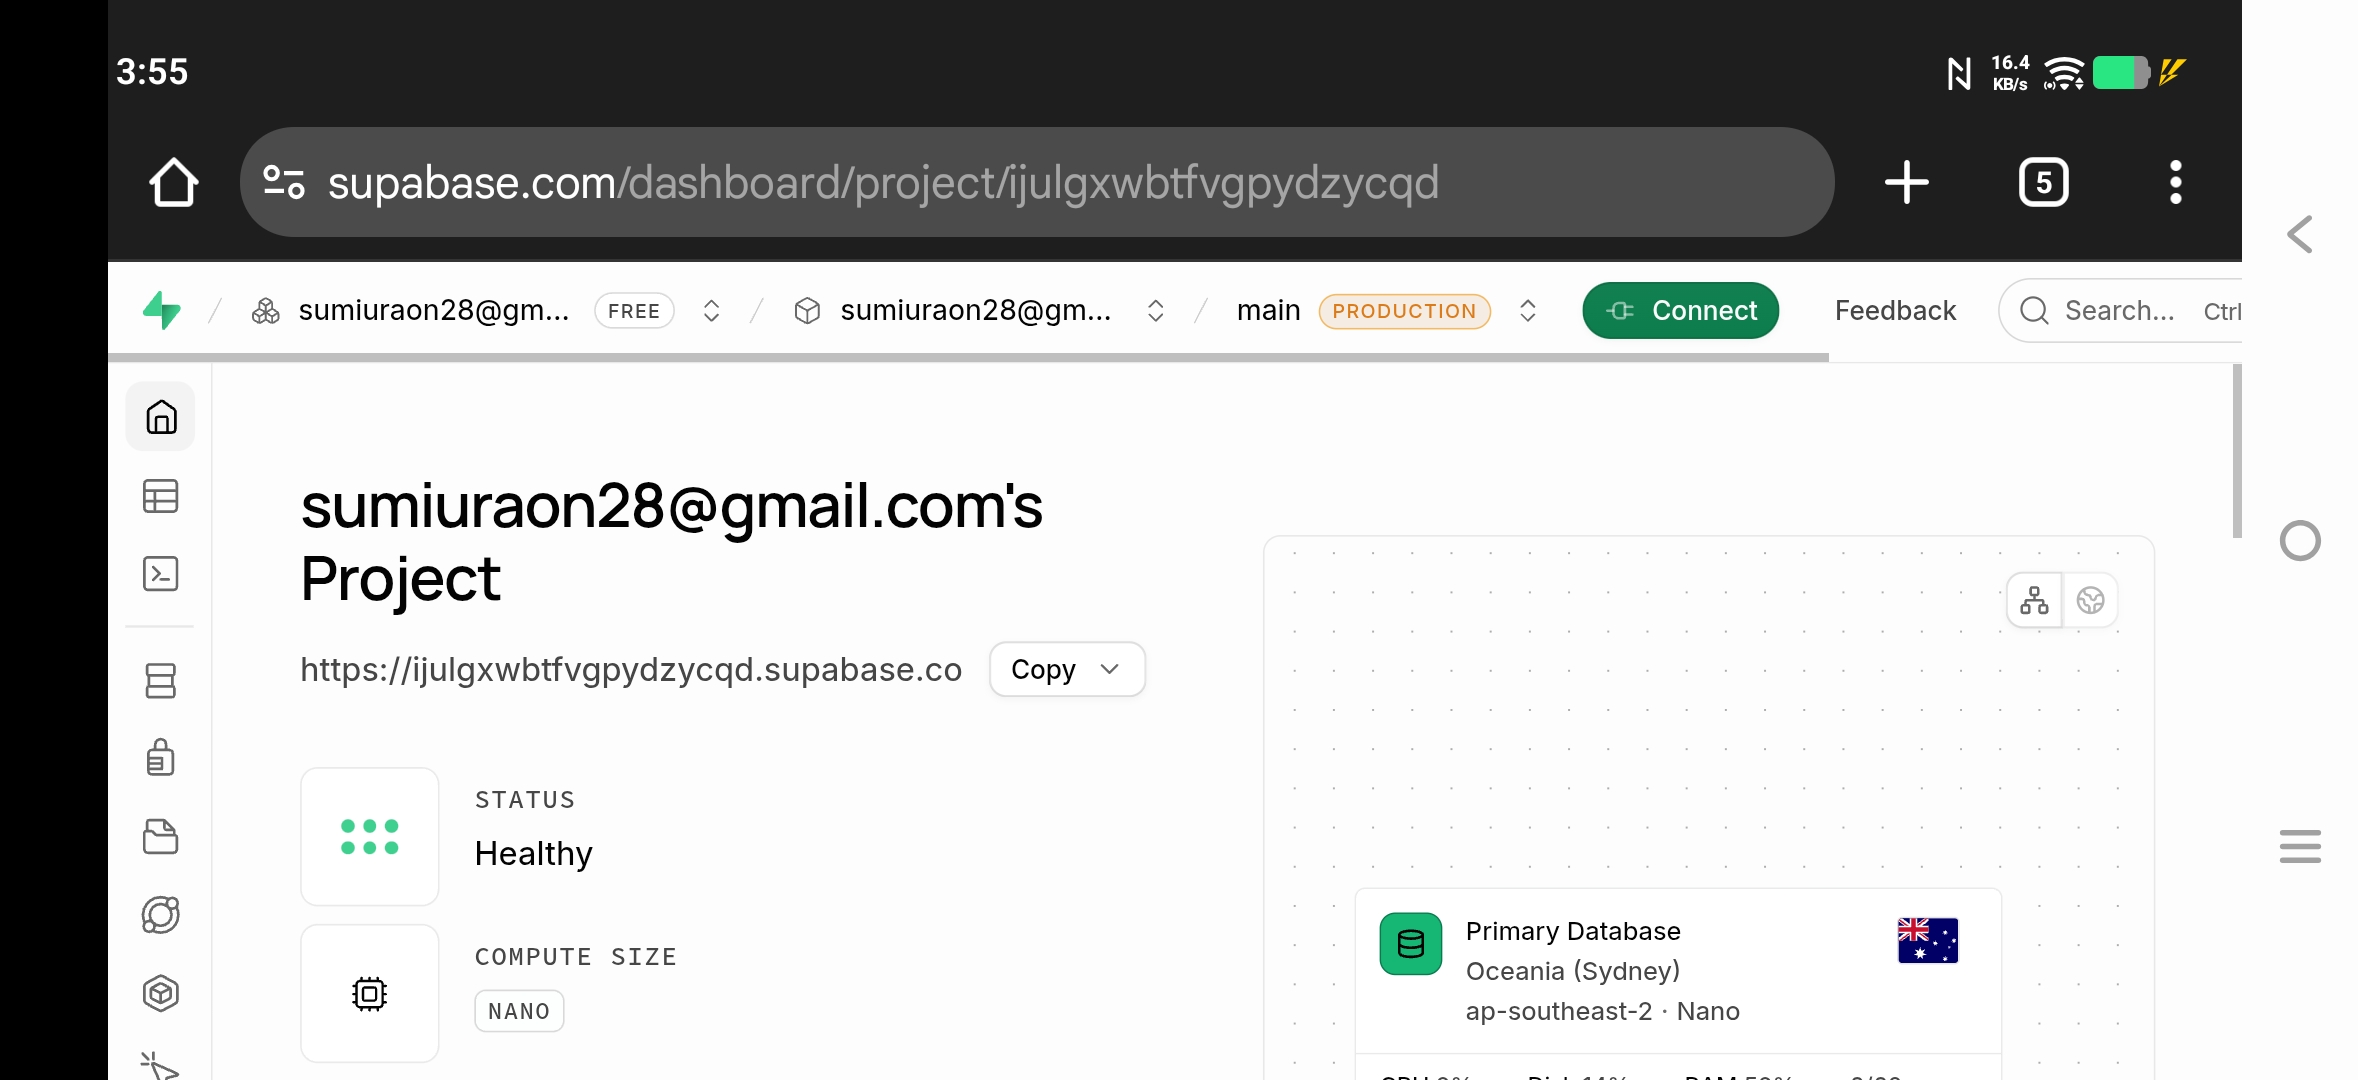 3:55
16.4
KB/s
supabase.com/dashboard/project/ijulgxwbtfvgpydzycqd
5
sumiuraon28@gm... FREE
sumiuraon28@gm...
main PRODUCTION
Connect
Feedback
Search... Ctrl
sumiuraon28@gmail.com's
Project
https://ijulgxwbtfvgpydzycqd.supabase.co
Copy
STATUS
Healthy
COMPUTE SIZE
NANO
Primary Database
Oceania (Sydney)
ap-southeast-2 · Nano